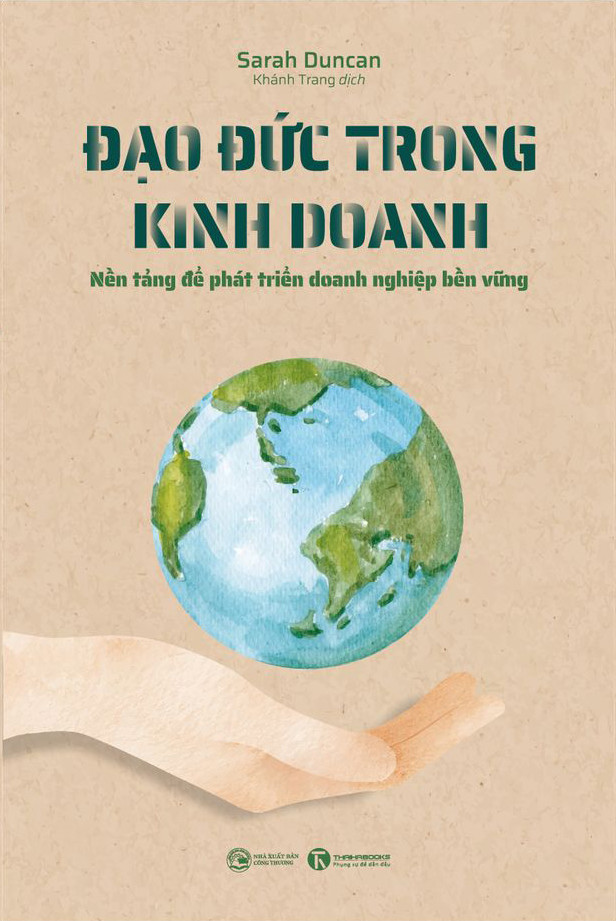 Sarah Duncan
Khánh Trang dịch
ĐẠO ĐỨC TRONG
KINH DOANH
Nền tảng để phát triển doanh nghiệp bền vững
NHÀ XUẤT BẢN
CÔNG THƯƠNG
THAIHABOOKS
Phụng sự để dẫn đầu